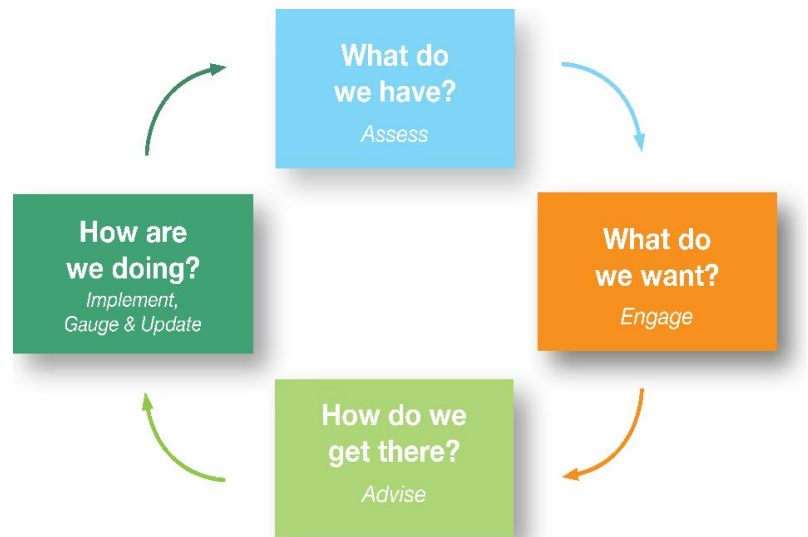 What do
we have?
Assess
What do
we want?
Engage
How do we
get there?
Advise
How are
we doing?
Implement,
Gauge & Update